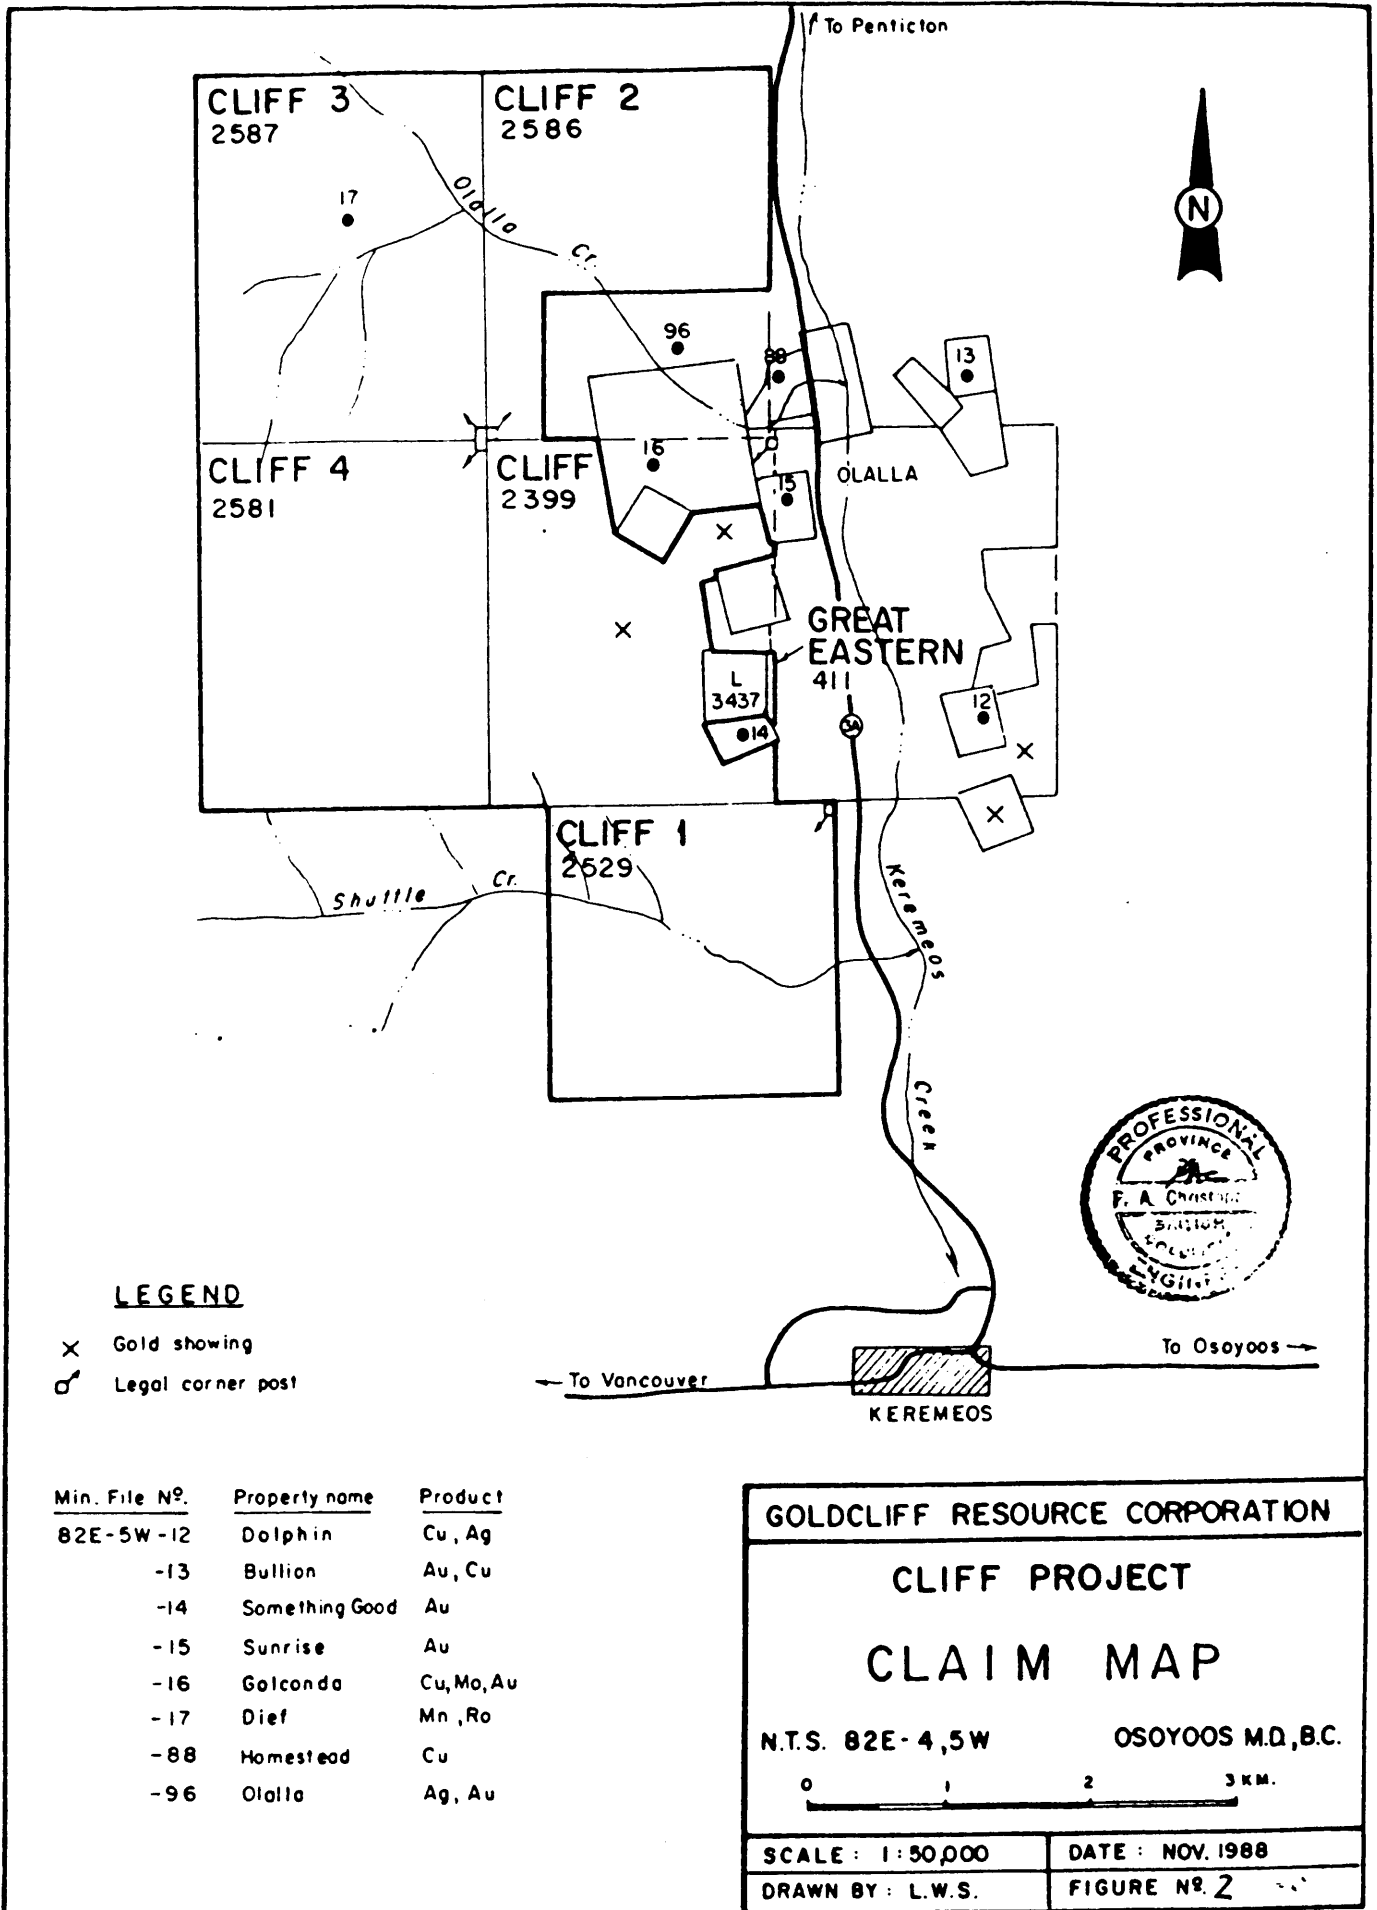 To Penticton
CLIFF 3
2587
CLIFF 2
2586
N
17
Olalla Cr.
96
88
13
16
CLIFF 4
2581
CLIFF
2399
15
OLALLA
GREAT
EASTERN
411
L
3437
14
3A
12
CLIFF 1
2529
Shuttle Cr.
Keremeos Creek
PROFESSIONAL
PROVINCE
F. A.
LEGEND
Gold showing
Legal corner post
To Osoyoos
To Vancouver
KEREMEOS
Min. File Nº. Property name Product
82E-5W-12 Dolphin Cu, Ag
-13 Bullion Au, Cu
-14 Something Good Au
-15 Sunrise Au
-16 Golconda Cu, Mo, Au
-17 Dief Mn, Ro
-88 Homestead Cu
-96 Olalla Ag, Au
GOLDCLIFF RESOURCE CORPORATION
CLIFF PROJECT
CLAIM MAP
N.T.S. 82E-4,5W OSOYOOS M.D., B.C.
0 1 2 3 KM.
SCALE: 1:50,000 DATE: NOV. 1988
DRAWN BY: L.W.S. FIGURE Nº. 2